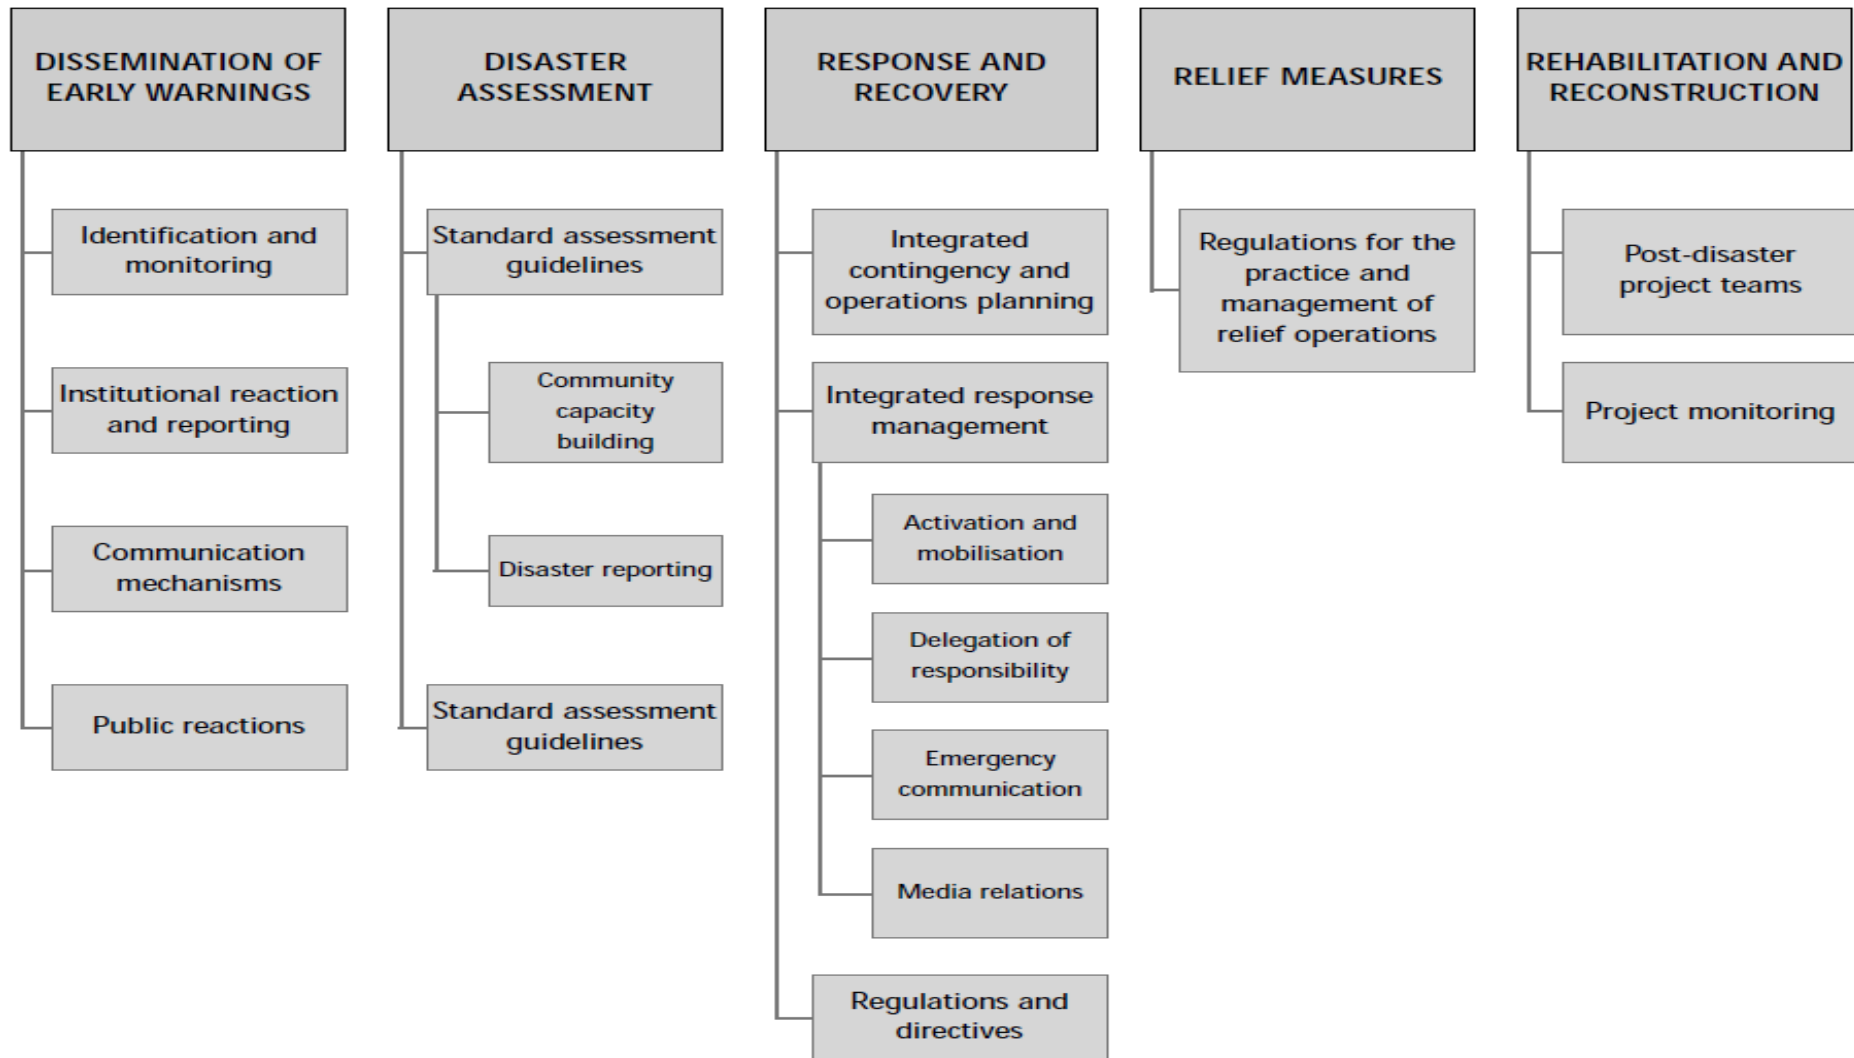 DISSEMINATION OF
EARLY WARNINGS
Identification and
monitoring
Institutional reaction
and reporting
Communication
mechanisms
Public reactions
DISASTER
ASSESSMENT
Standard assessment
guidelines
Community
capacity
building
Disaster reporting
Standard assessment
guidelines
RESPONSE AND
RECOVERY
Integrated
contingency and
operations planning
Integrated response
management
Activation and
mobilisation
Delegation of
responsibility
Emergency
communication
Media relations
Regulations and
directives
RELIEF MEASURES
Regulations for the
practice and
management of
relief operations
REHABILITATION AND
RECONSTRUCTION
Post-disaster
project teams
Project monitoring